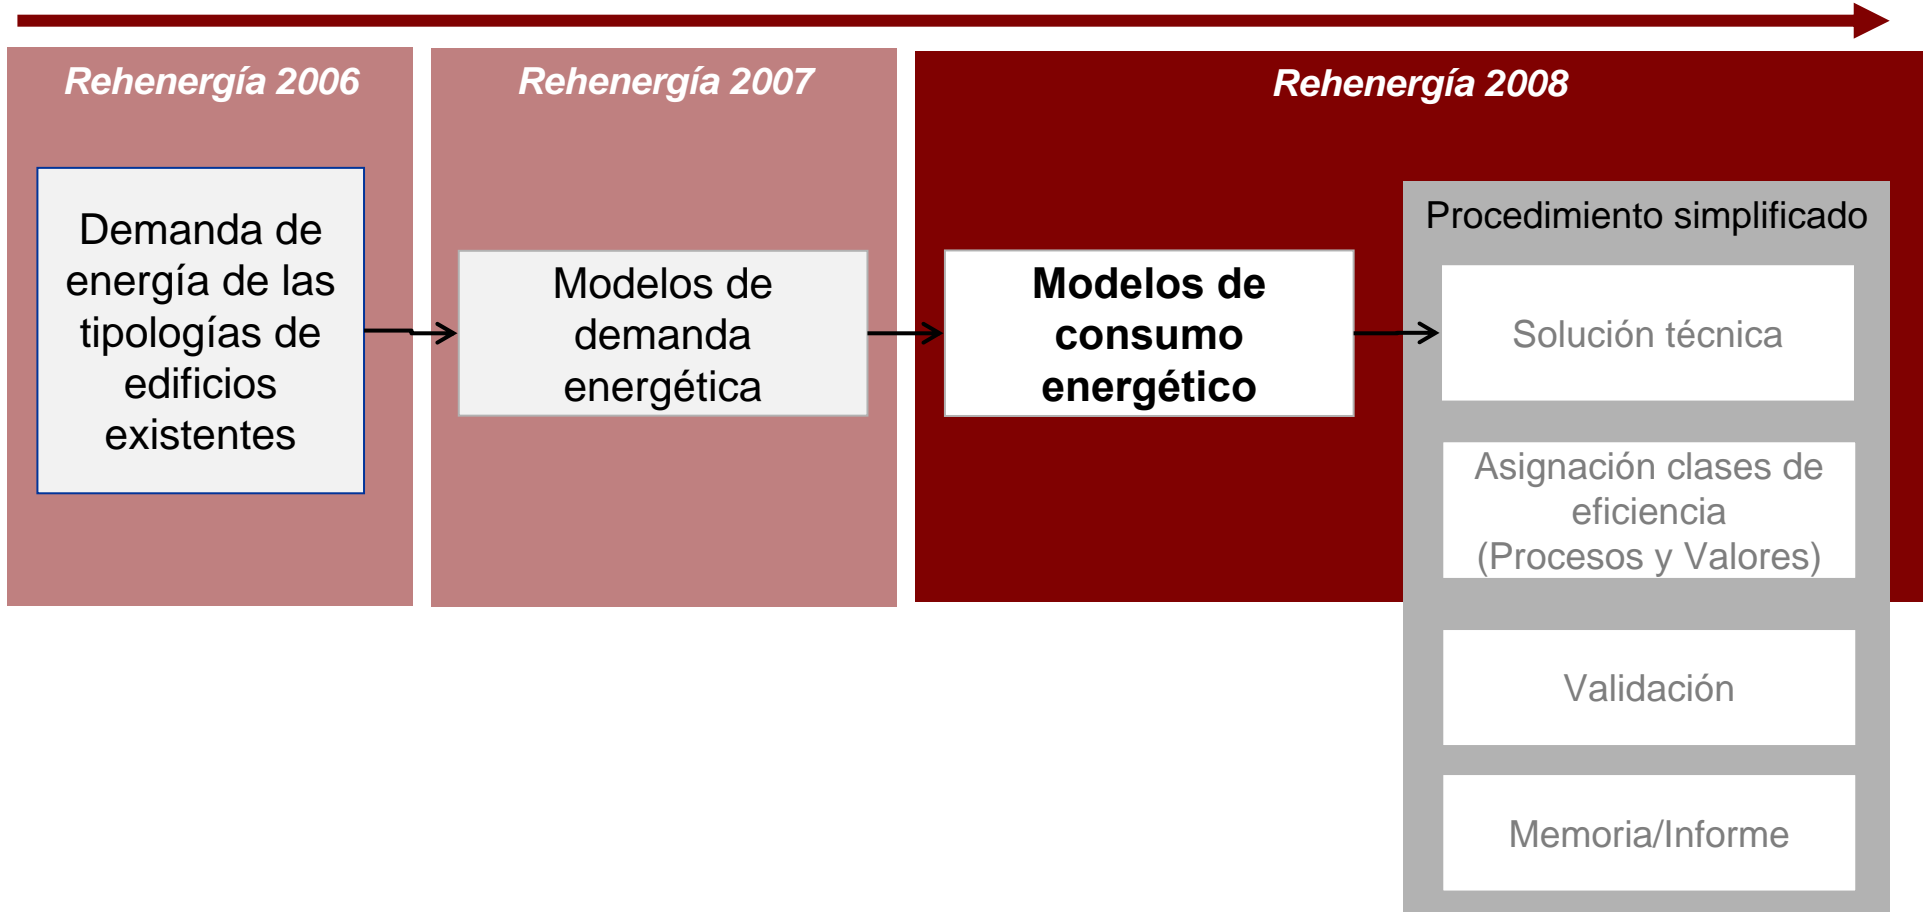 Rehenergía 2006
Demanda de
energía de las
tipologías de
edificios
existentes
Rehenergía 2007
Modelos de
demanda
energética
Rehenergía 2008
Modelos de
consumo
energético
Procedimiento simplificado
Solución técnica
Asignación clases de
eficiencia
(Procesos y Valores)
Validación
Memoria/Informe